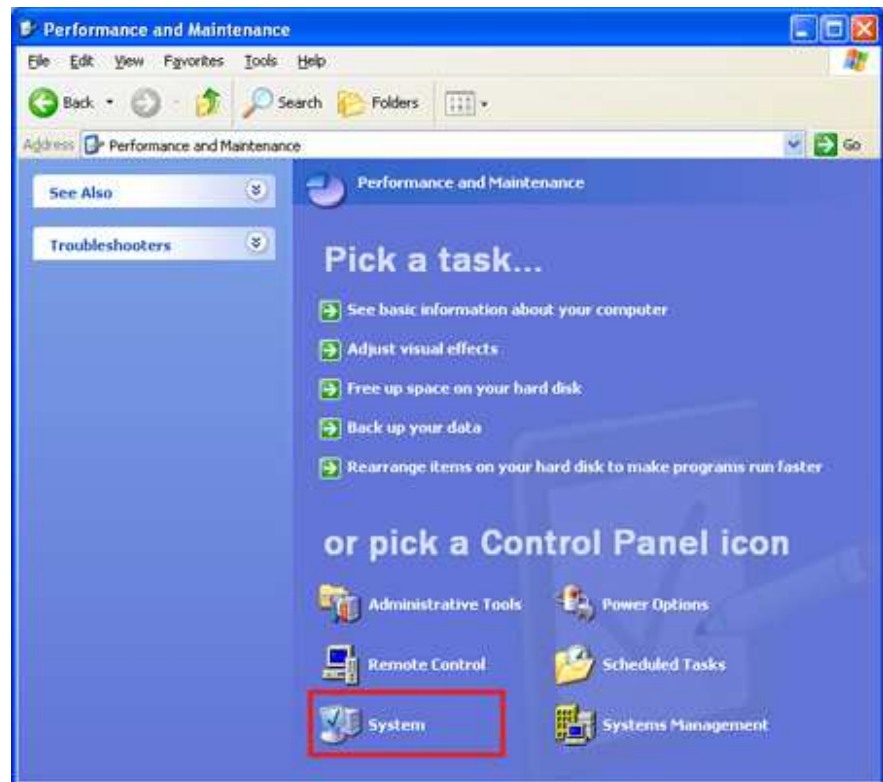 Performance and Maintenance
File Edit View Favorites Tools Help
Back Search Folders
Address Performance and Maintenance Go
See Also
Troubleshooters
Performance and Maintenance
Pick a task...
See basic information about your computer
Adjust visual effects
Free up space on your hard disk
Back up your data
Rearrange items on your hard disk to make programs run faster
or pick a Control Panel icon
Administrative Tools Power Options
Remote Control Scheduled Tasks
System Systems Management